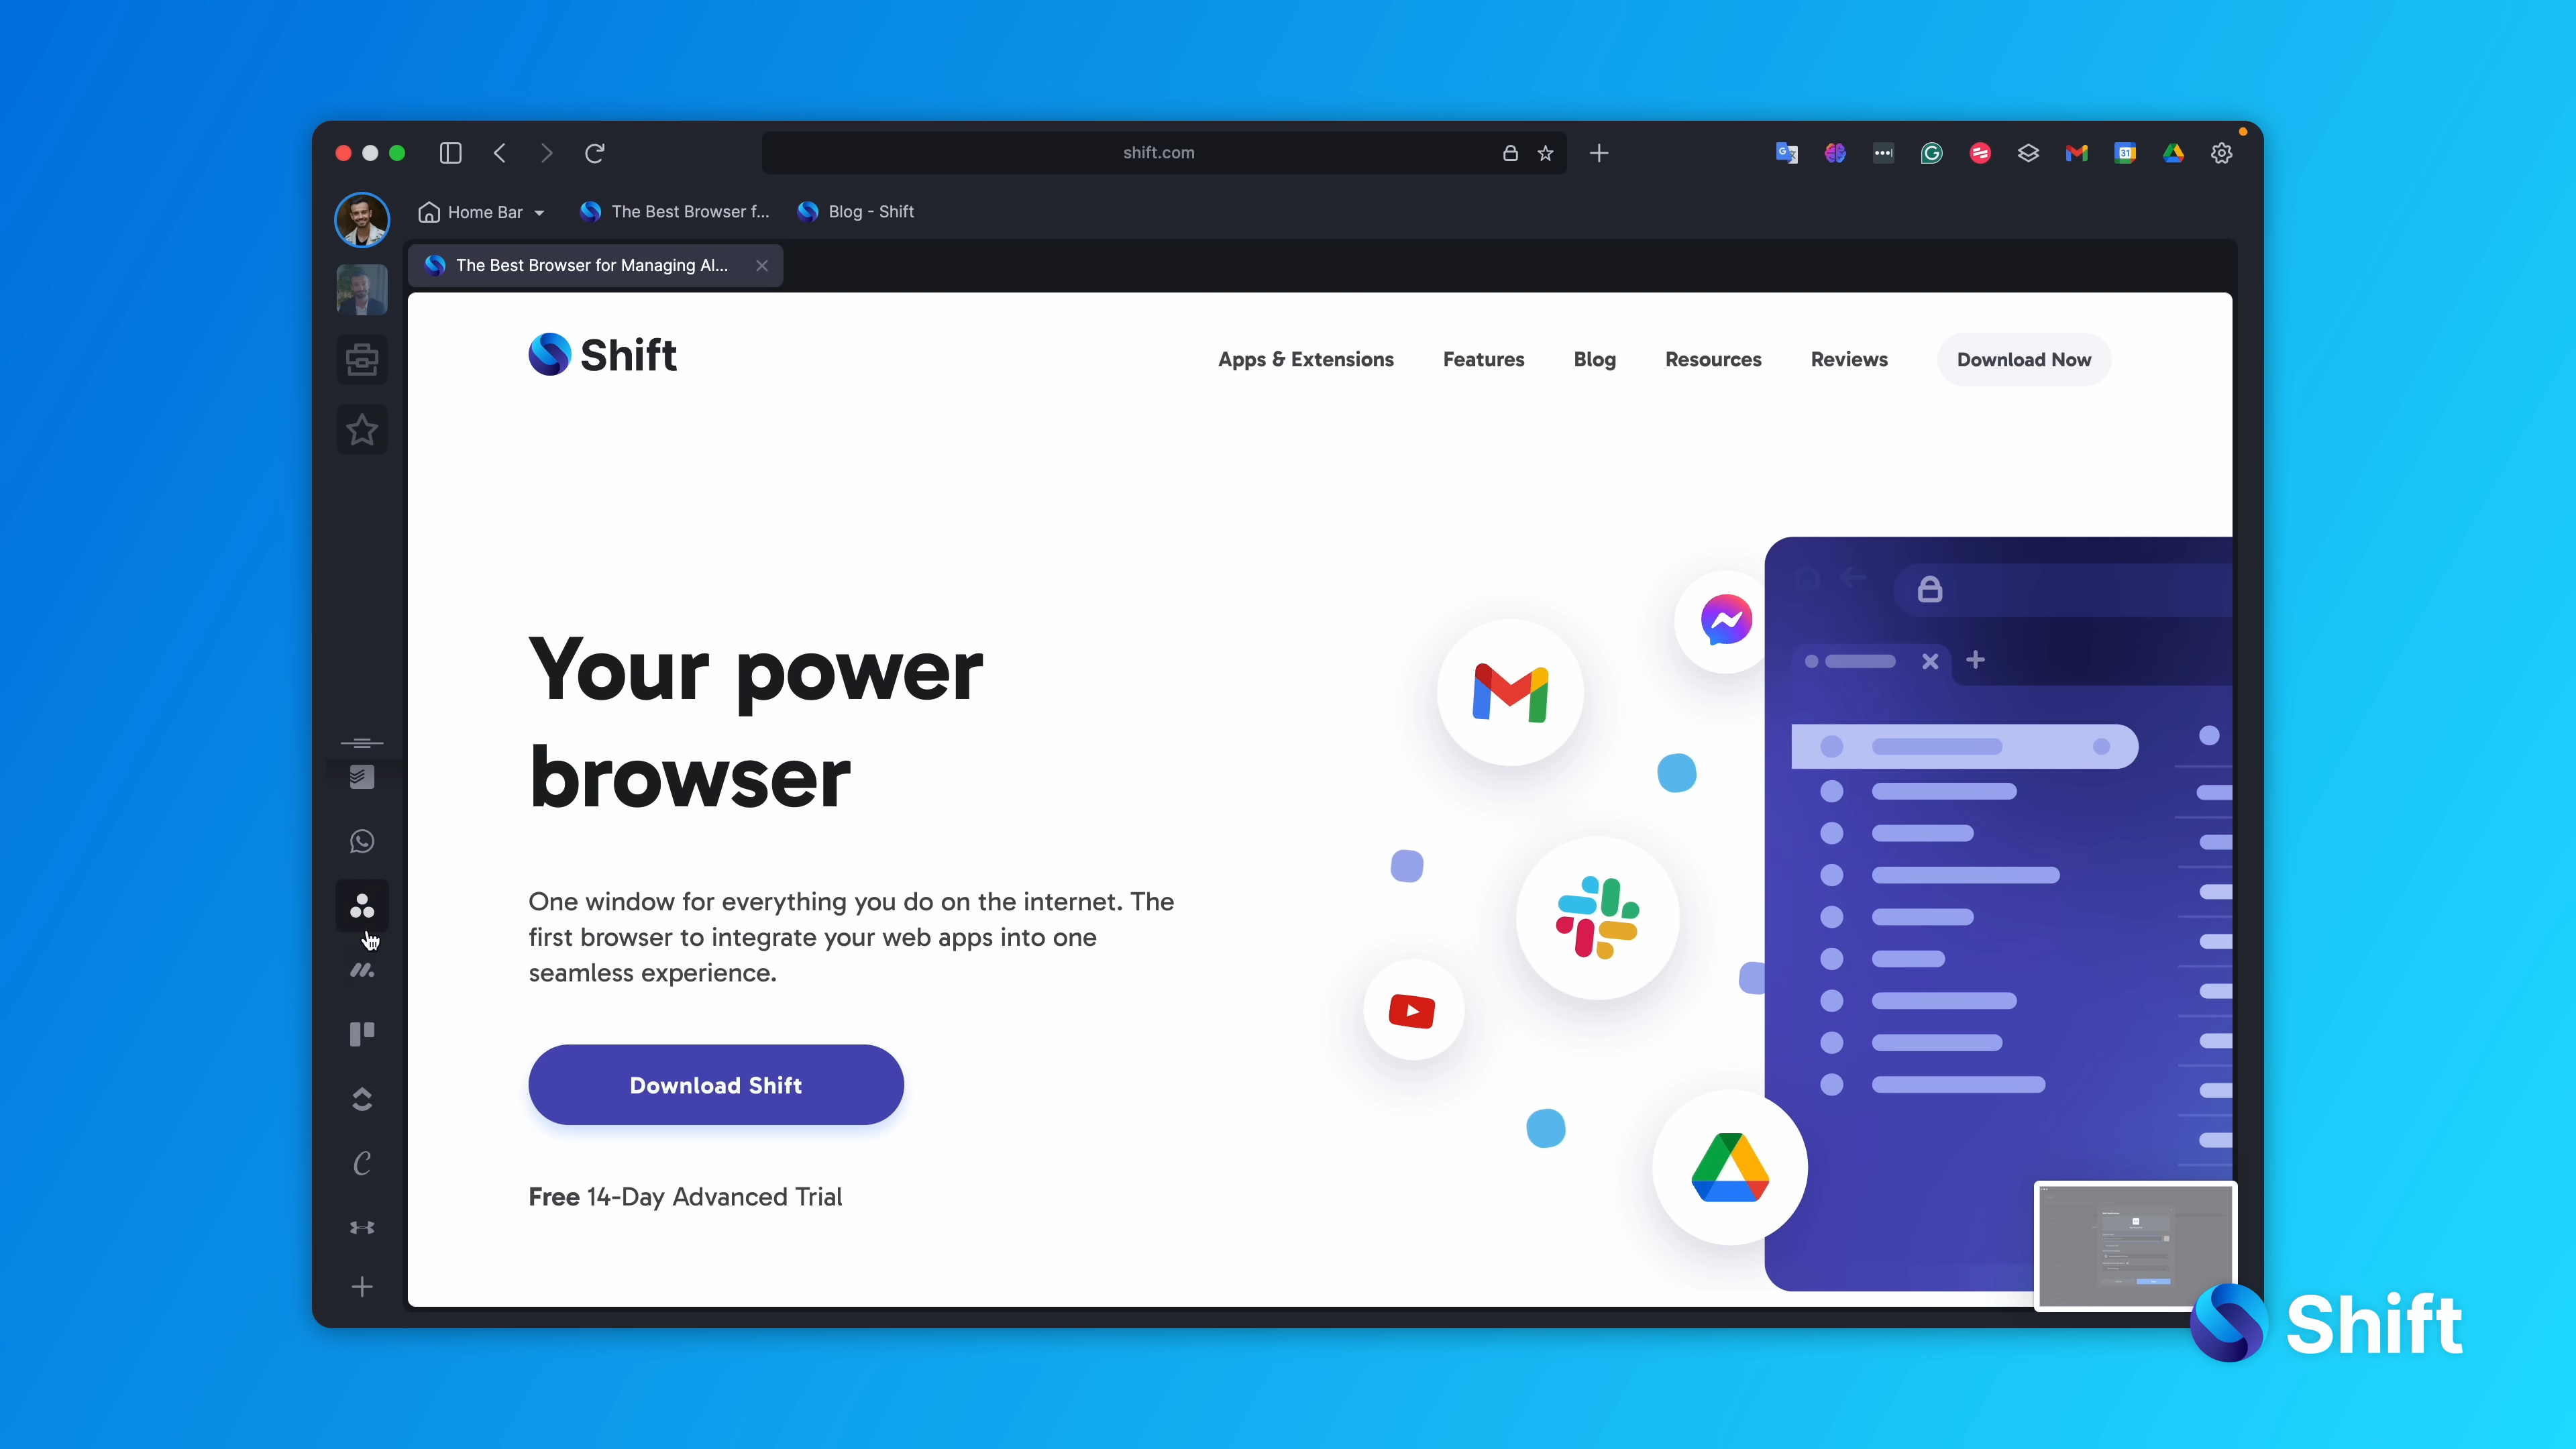 shift.com
Home Bar
The Best Browser f...
Blog - Shift
The Best Browser for Managing Al...
Shift
Apps & Extensions
Features
Blog
Resources
Reviews
Download Now
Your power
browser
One window for everything you do on the internet. The
first browser to integrate your web apps into one
seamless experience.
Download Shift
Free 14-Day Advanced Trial
31
Shift